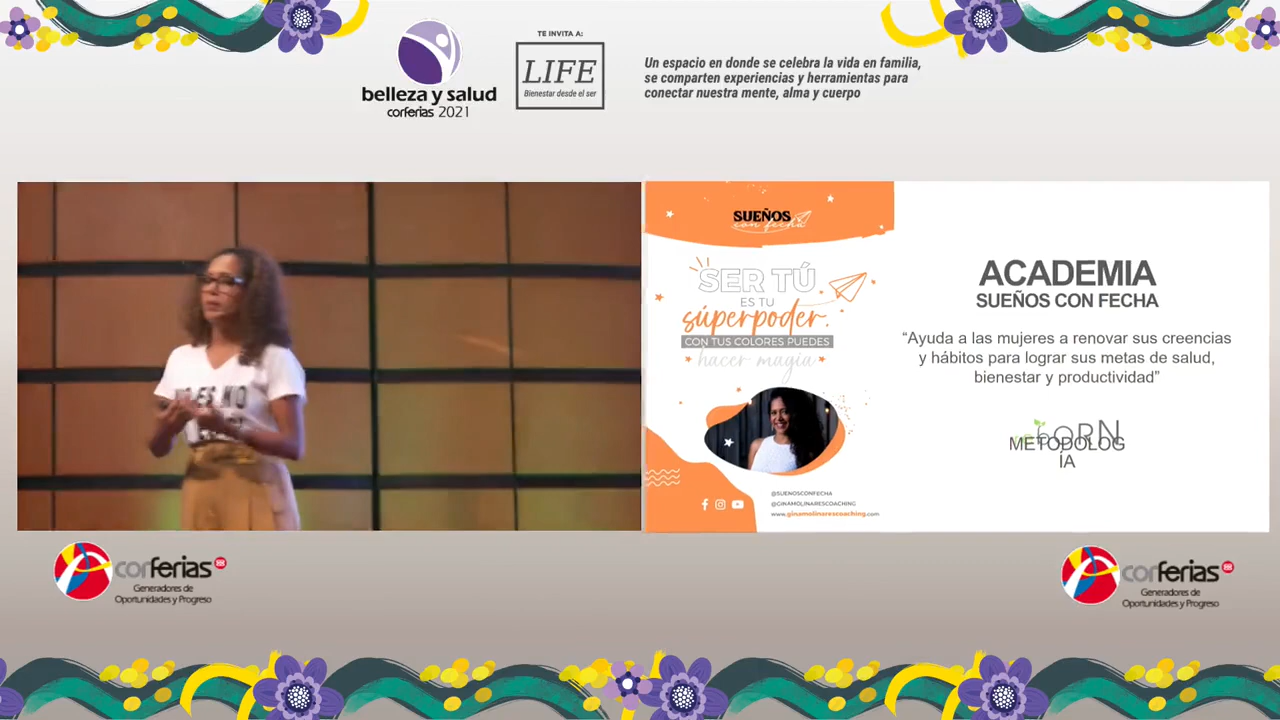 belleza y salud
corferias 2021
TE INVITA A:
LIFE
Bienestar desde el ser
Un espacio en donde se celebra la vida en familia,
se comparten experiencias y herramientas para
conectar nuestra mente, alma y cuerpo
SUEÑOS
con fecha
SER TÚ
ES TU
súperpoder.
CON TUS COLORES PUEDES
hacer magia
@SUENOSCONFECHA
@GINAMOLINARESCOACHING
www.ginamolinarescoaching.com
ACADEMIA
SUEÑOS CON FECHA
“Ayuda a las mujeres a renovar sus creencias
y hábitos para lograr sus metas de salud,
bienestar y productividad”
METODOLOG
ÍA
corferias
Generadores de
Oportunidades y Progreso
corferias
Generadores de
Oportunidades y Progreso